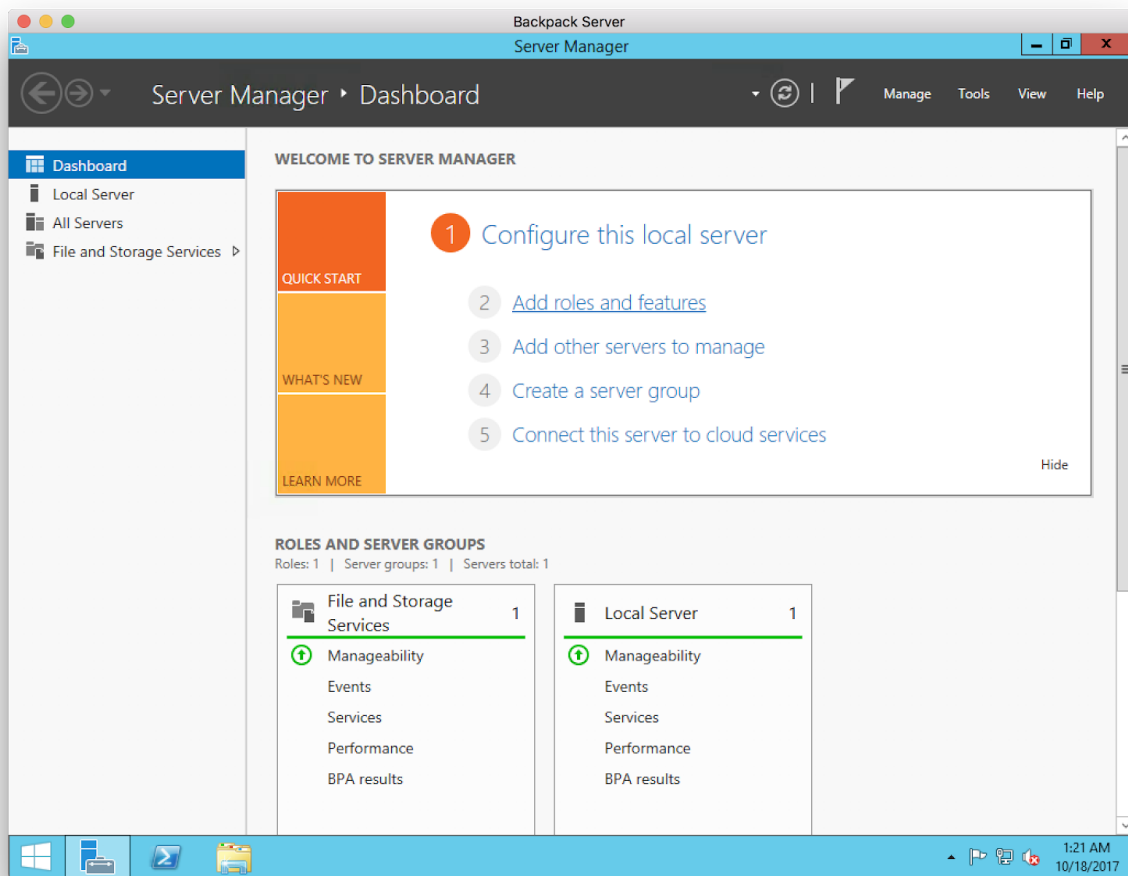 Backpack Server
Server Manager
Server Manager • Dashboard
Manage Tools View Help
Dashboard
Local Server
All Servers
File and Storage Services
WELCOME TO SERVER MANAGER
QUICK START
WHAT'S NEW
LEARN MORE
1 Configure this local server
2 Add roles and features
3 Add other servers to manage
4 Create a server group
5 Connect this server to cloud services
Hide
ROLES AND SERVER GROUPS
Roles: 1 | Server groups: 1 | Servers total: 1
File and Storage
Services
1
Manageability
Events
Services
Performance
BPA results
Local Server 1
Manageability
Events
Services
Performance
BPA results
1:21 AM
10/18/2017